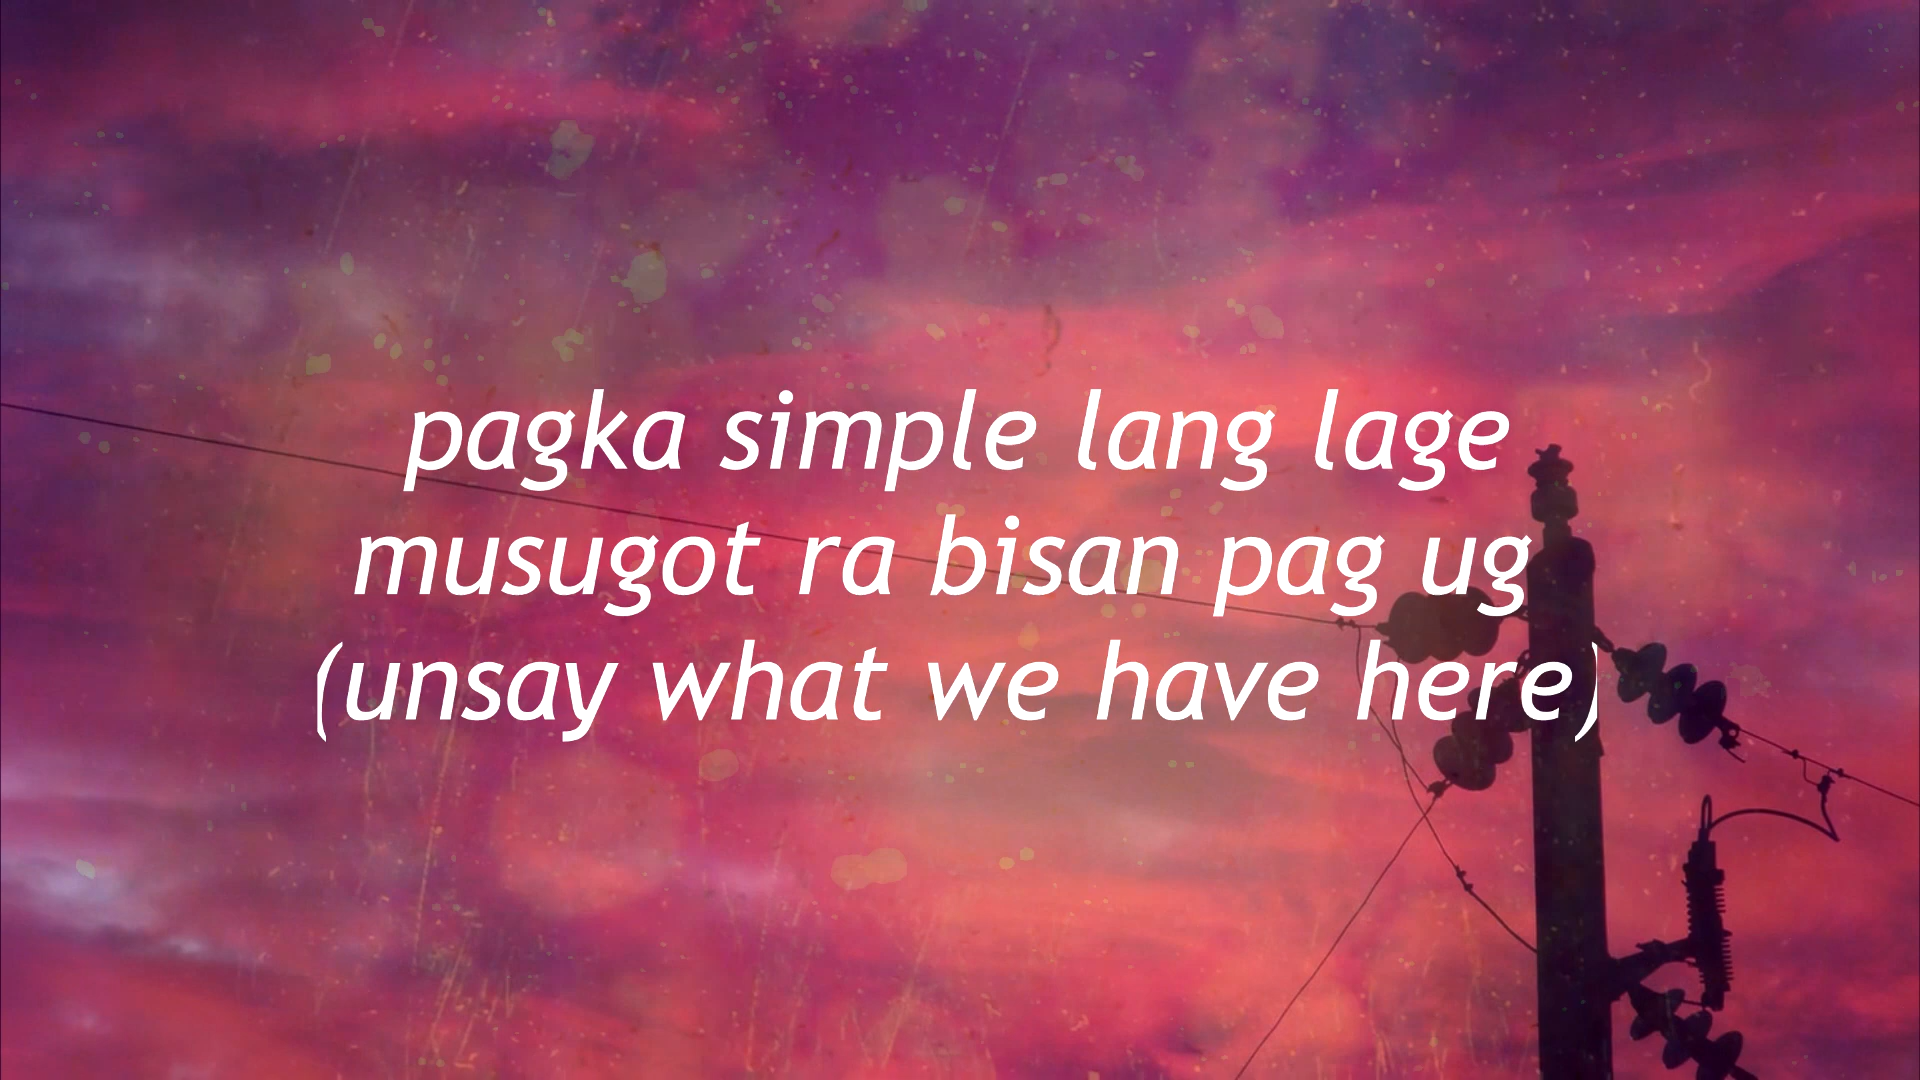 pagka simple lang lage
musugot ra bisan pag ug
(unsay what we have here)